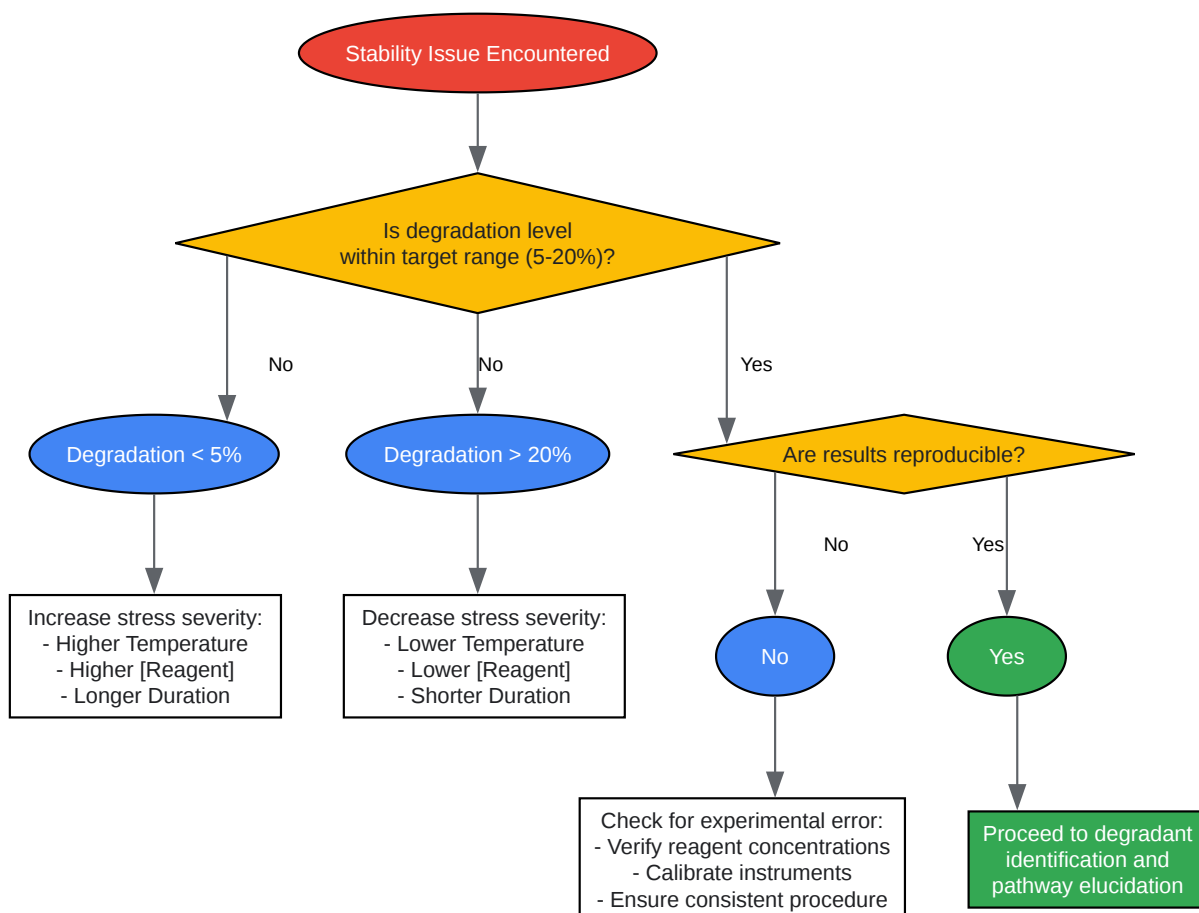 Stability Issue Encountered
Is degradation level
within target range (5-20%)?
No
No
Yes
Degradation < 5%
Degradation > 20%
Are results reproducible?
No
Yes
Increase stress severity:
- Higher Temperature
- Higher [Reagent]
- Longer Duration
Decrease stress severity:
- Lower Temperature
- Lower [Reagent]
- Shorter Duration
No
Yes
Check for experimental error:
- Verify reagent concentrations
- Calibrate instruments
- Ensure consistent procedure
Proceed to degradant
identification and
pathway elucidation